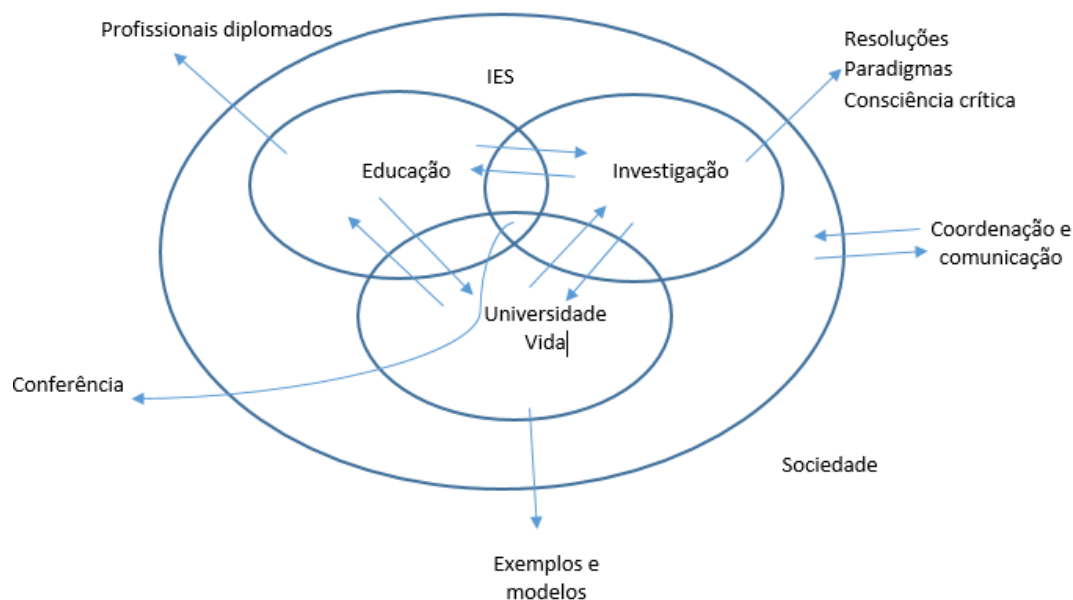 Profissionais diplomados
IES
Resoluções
Paradigmas
Consciência crítica
Educação
Investigação
Coordenação e
comunicação
Universidade
Vida
Conferência
Sociedade
Exemplos e
modelos